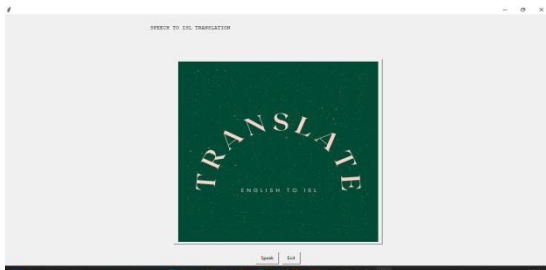 SPEECH TO ISL TRANSLATION
TRANSLATE
ENGLISH TO ISL
Speak Exit